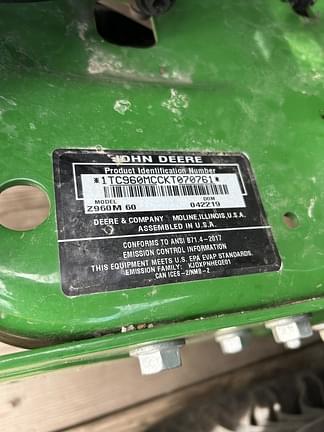 JOHN DEERE
Product Identification Number
*1TC960MCCKT070761*
MODEL DOM
Z960M 60 042219
DEERE & COMPANY MOLINE, ILLINOIS, U.S.A.
ASSEMBLED IN U.S.A.
CONFORMS TO ANSI B71.4-2017
EMISSION CONTROL INFORMATION
THIS EQUIPMENT MEETS U.S. EPA EVAP STANDARDS.
EMISSION FAMILY: KJDXPNHEQE01
CAN ICES-2/NMB-2